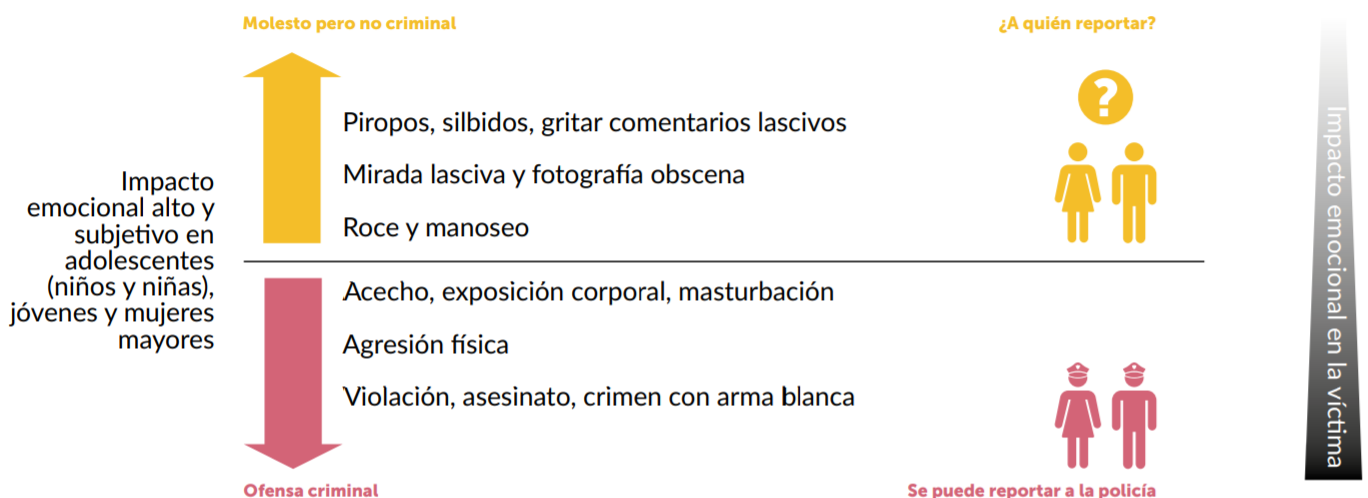 Molesto pero no criminal
¿A quién reportar?
?
Piropos, silbidos, gritar comentarios lascivos
Mirada lasciva y fotografía obscena
Roce y manoseo
Impacto
emocional alto y
subjetivo en
adolescentes
(niños y niñas),
jóvenes y mujeres
mayores
Acecho, exposición corporal, masturbación
Agresión física
Violación, asesinato, crimen con arma blanca
Impacto emocional en la víctima
Ofensa criminal
Se puede reportar a la policía